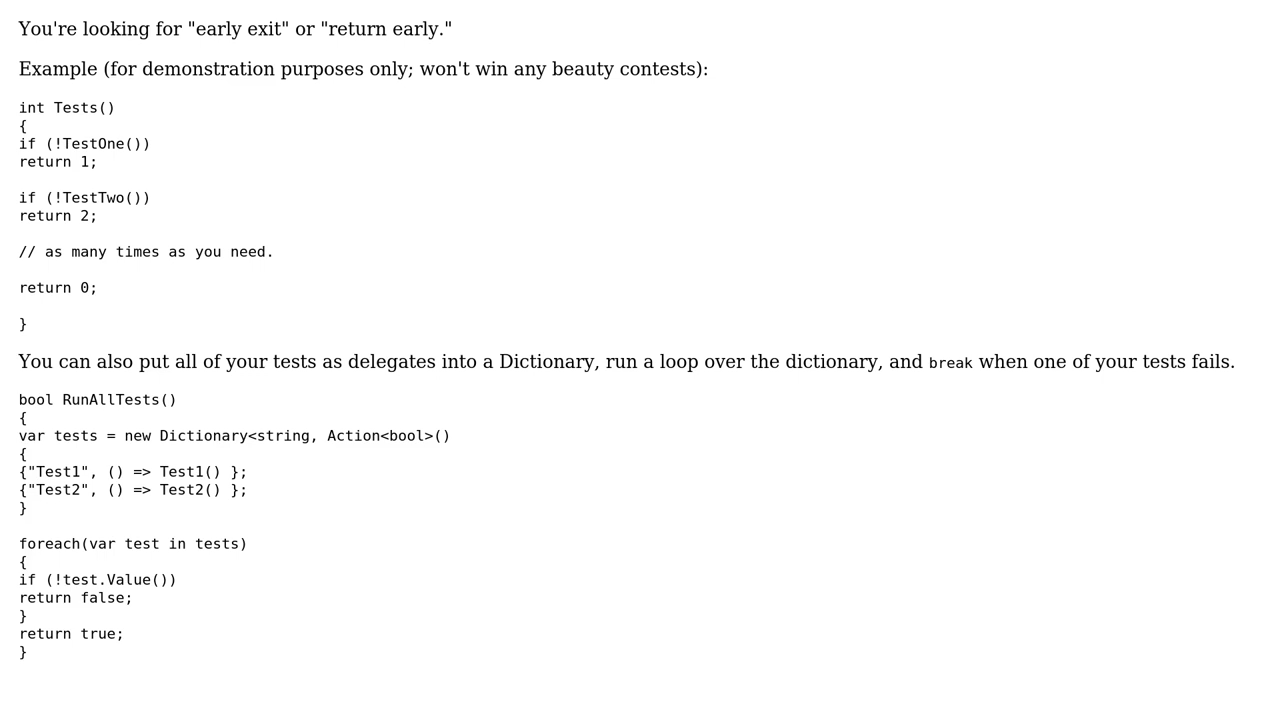 You're looking for "early exit" or "return early."
Example (for demonstration purposes only; won't win any beauty contests):
int Tests()
{
if (!TestOne())
return 1;
if (!TestTwo())
return 2;
// as many times as you need.
return 0;
}
You can also put all of your tests as delegates into a Dictionary, run a loop over the dictionary, and break when one of your tests fails.
bool RunAllTests()
{
var tests = new Dictionary<string, Action<bool>()
{
{"Test1", () => Test1() };
{"Test2", () => Test2() };
}
foreach(var test in tests)
{
if (!test.Value())
return false;
}
return true;
}